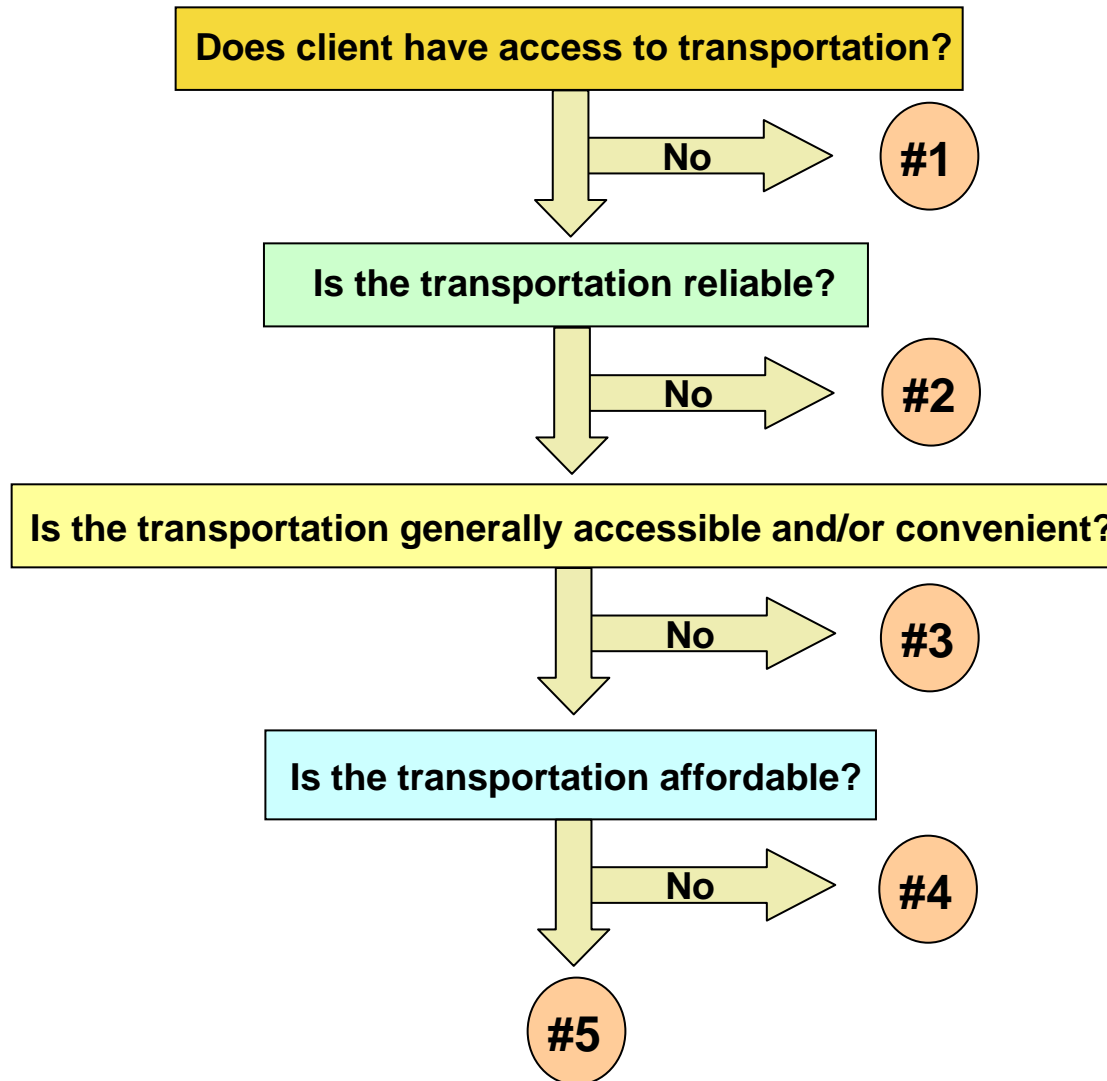 Does client have access to transportation?
No
#1
Is the transportation reliable?
No
#2
Is the transportation generally accessible and/or convenient?
No
#3
Is the transportation affordable?
No
#4
#5